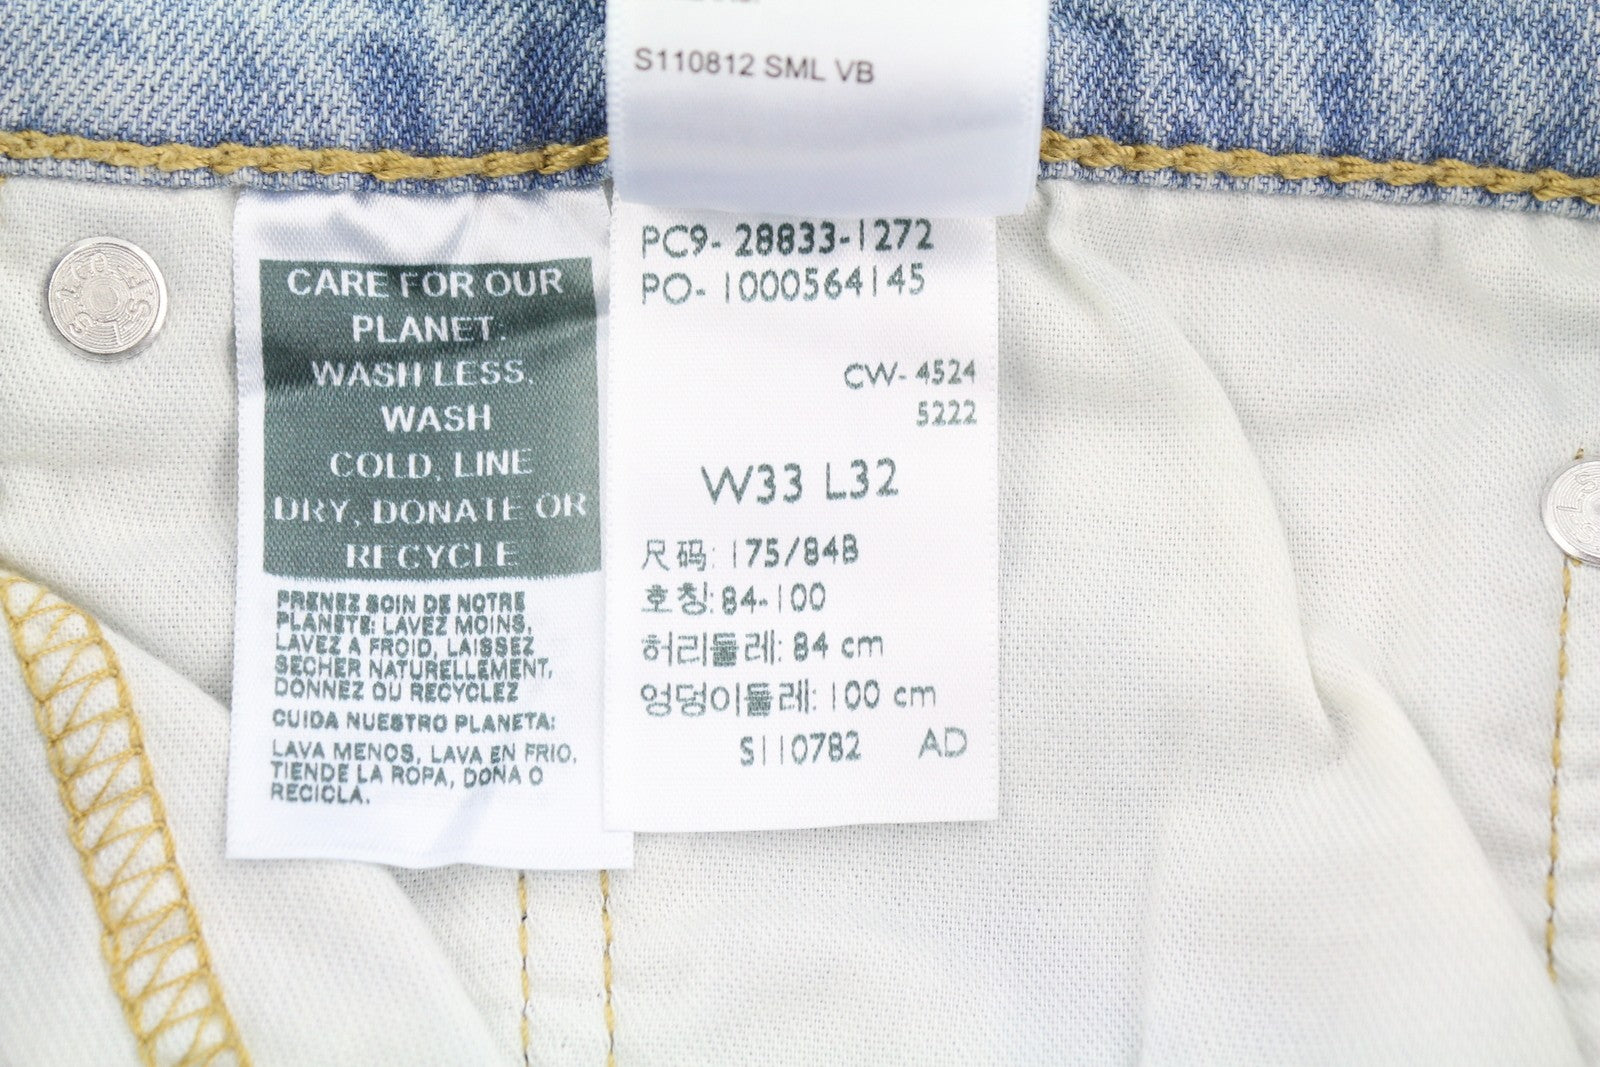 S110812 SML VB
CARE FOR OUR
PLANET:
WASH LESS,
WASH
COLD, LINE
DRY, DONATE OR
RECYCLE
PRENEZ SOIN DE NOTRE
PLANÈTE: LAVEZ MOINS,
LAVEZ A FROID, LAISSEZ
SECHER NATURELLEMENT,
DONNEZ OU RECYCLEZ
CUIDA NUESTRO PLANETA:
LAVA MENOS, LAVA EN FRIO,
TIENDE LA ROPA, DONA O
RECICLA.
PC9- 28833-1272
PO- 1000564145
CW- 4524
5222
W33 L32
尺码: 175/84B
호칭: 84-100
허리둘레: 84 cm
엉덩이둘레: 100 cm
S110782 AD